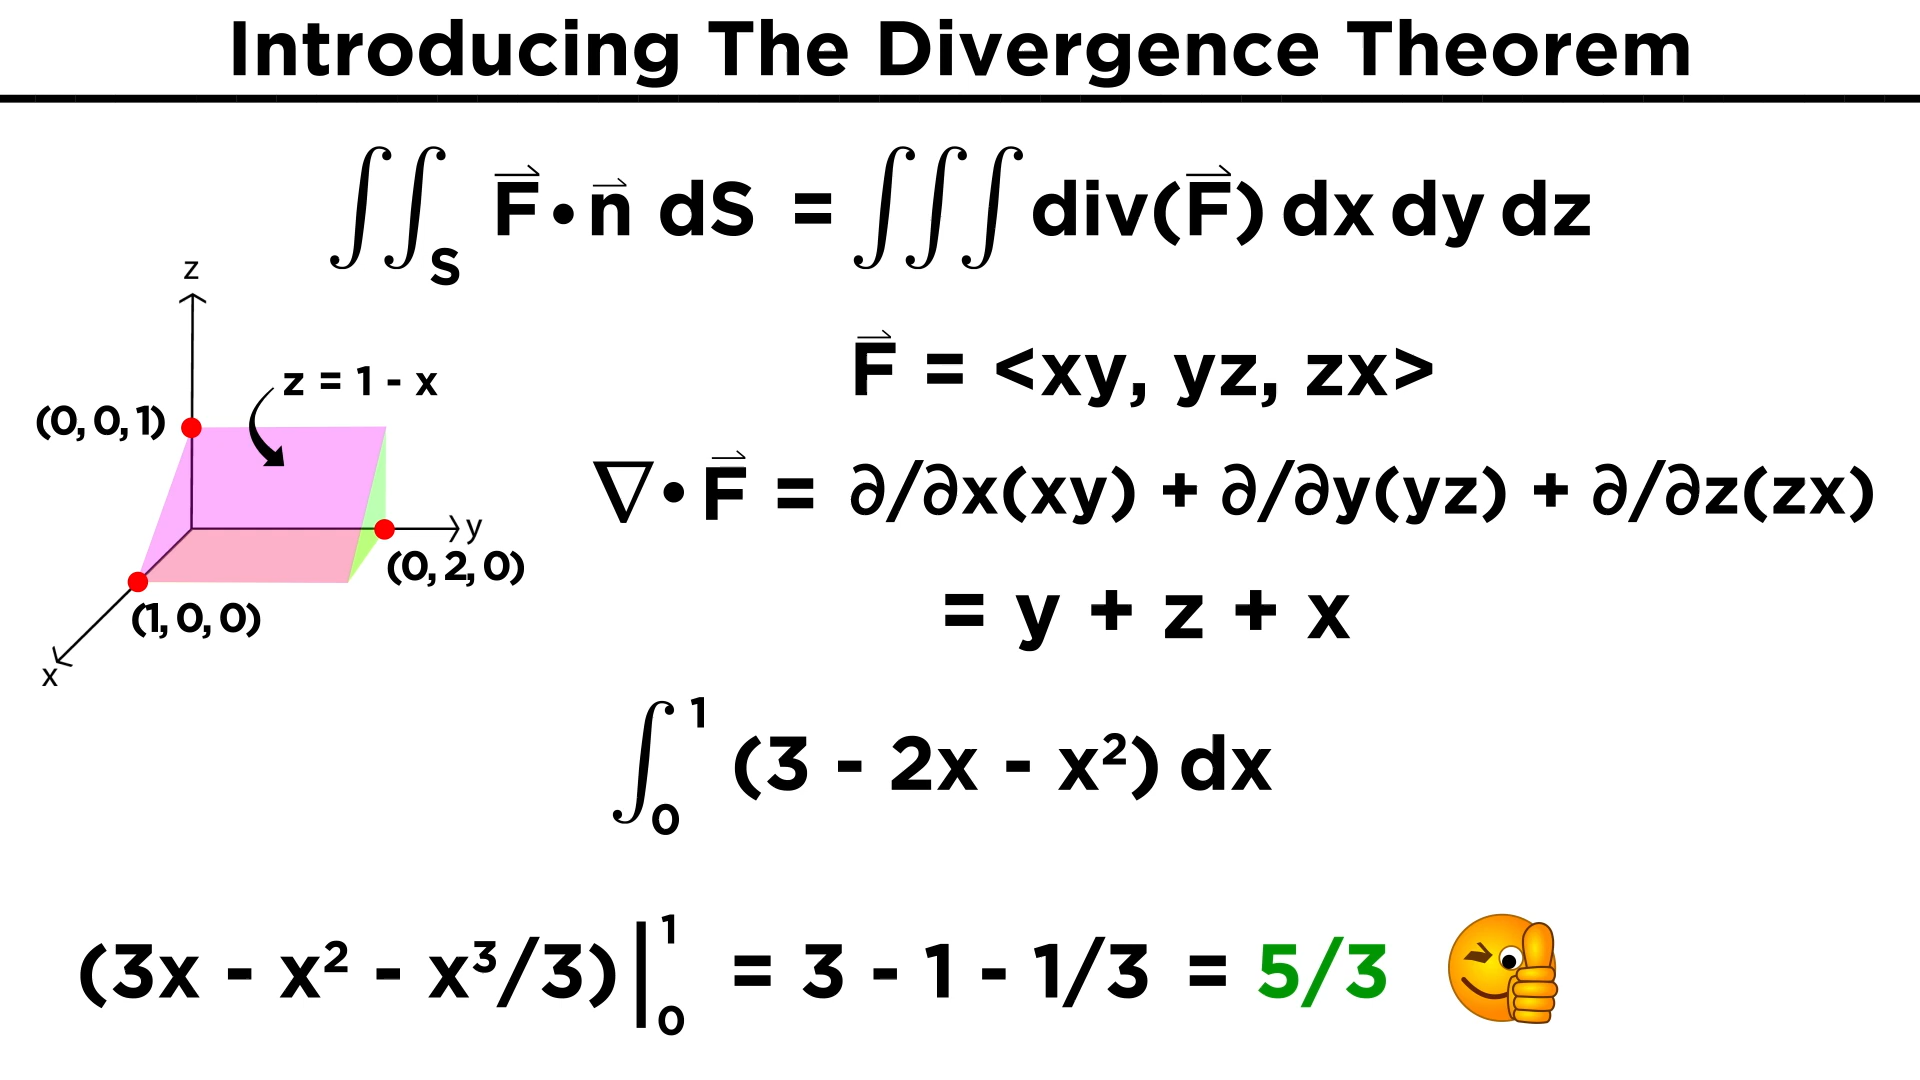 Introducing The Divergence Theorem
∫∫S F⃗ • n⃗ dS = ∫∫∫ div(F⃗) dx dy dz
z
z = 1 - x
(0, 0, 1)
y
(0, 2, 0)
(1, 0, 0)
x
F⃗ = <xy, yz, zx>
∇ • F⃗ = ∂/∂x(xy) + ∂/∂y(yz) + ∂/∂z(zx)
= y + z + x
∫₀¹ (3 - 2x - x²) dx
(3x - x² - x³/3)|₀¹ = 3 - 1 - 1/3 = 5/3